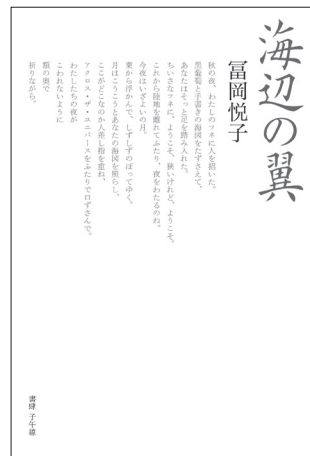 海辺の翼
冨岡悦子
秋の夜、わたしのフネに人を招いた。
黒葡萄と手書きの海図をたずさえて、
あなたはそっと足を踏み入れた。
ちいさなフネに、ようこそ、狭いけれど、ようこそ。
これから陸地を離れてふたり、夜をわたるのね。
今夜はいざよいの月。
東から浮かんで、しずしずのぼってゆく。
月はこうこうとあなたの海図を照らし、
ここがどこなのか人差し指を重ね、
アクロス・ザ・ユニバースをふたりで口ずさんで。
わたしたちの夜が
こわれないように
額の奥で
祈りながら。
書肆 子午線